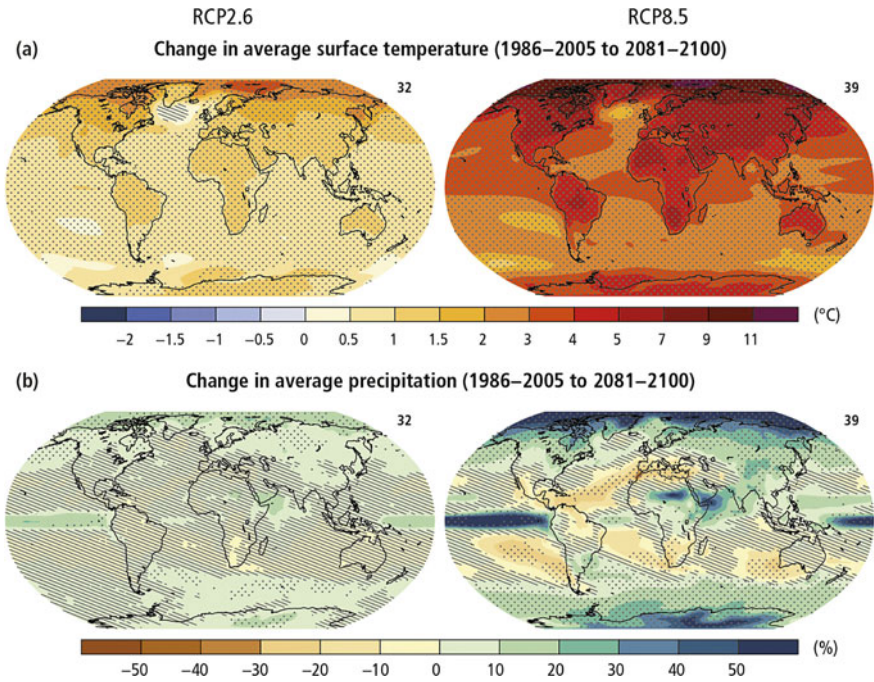 RCP2.6 RCP8.5
(a) Change in average surface temperature (1986–2005 to 2081–2100)
32 39
(°C)
−2 −1.5 −1 −0.5 0 0.5 1 1.5 2 3 4 5 7 9 11
(b) Change in average precipitation (1986–2005 to 2081–2100)
32 39
(%)
−50 −40 −30 −20 −10 0 10 20 30 40 50